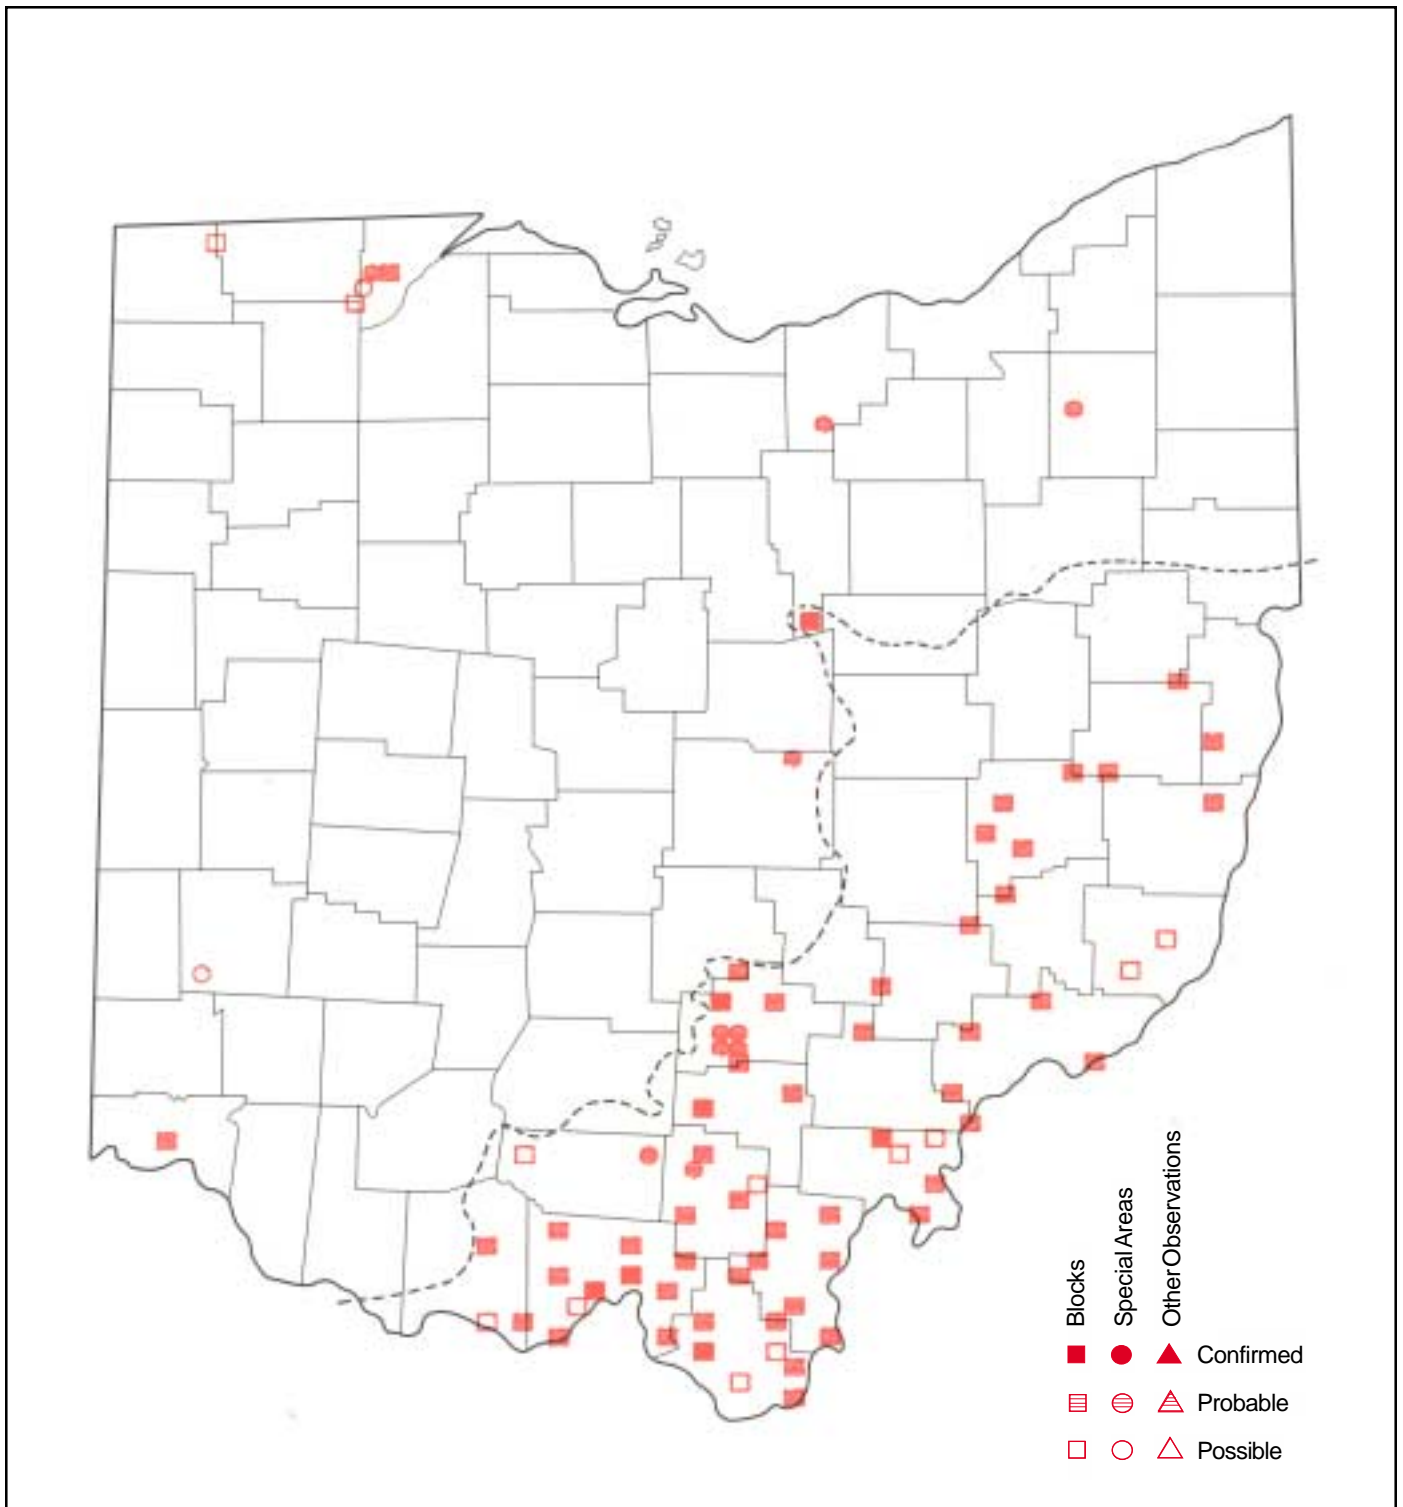 Blocks
Special Areas
Other Observations
Confirmed
Probable
Possible